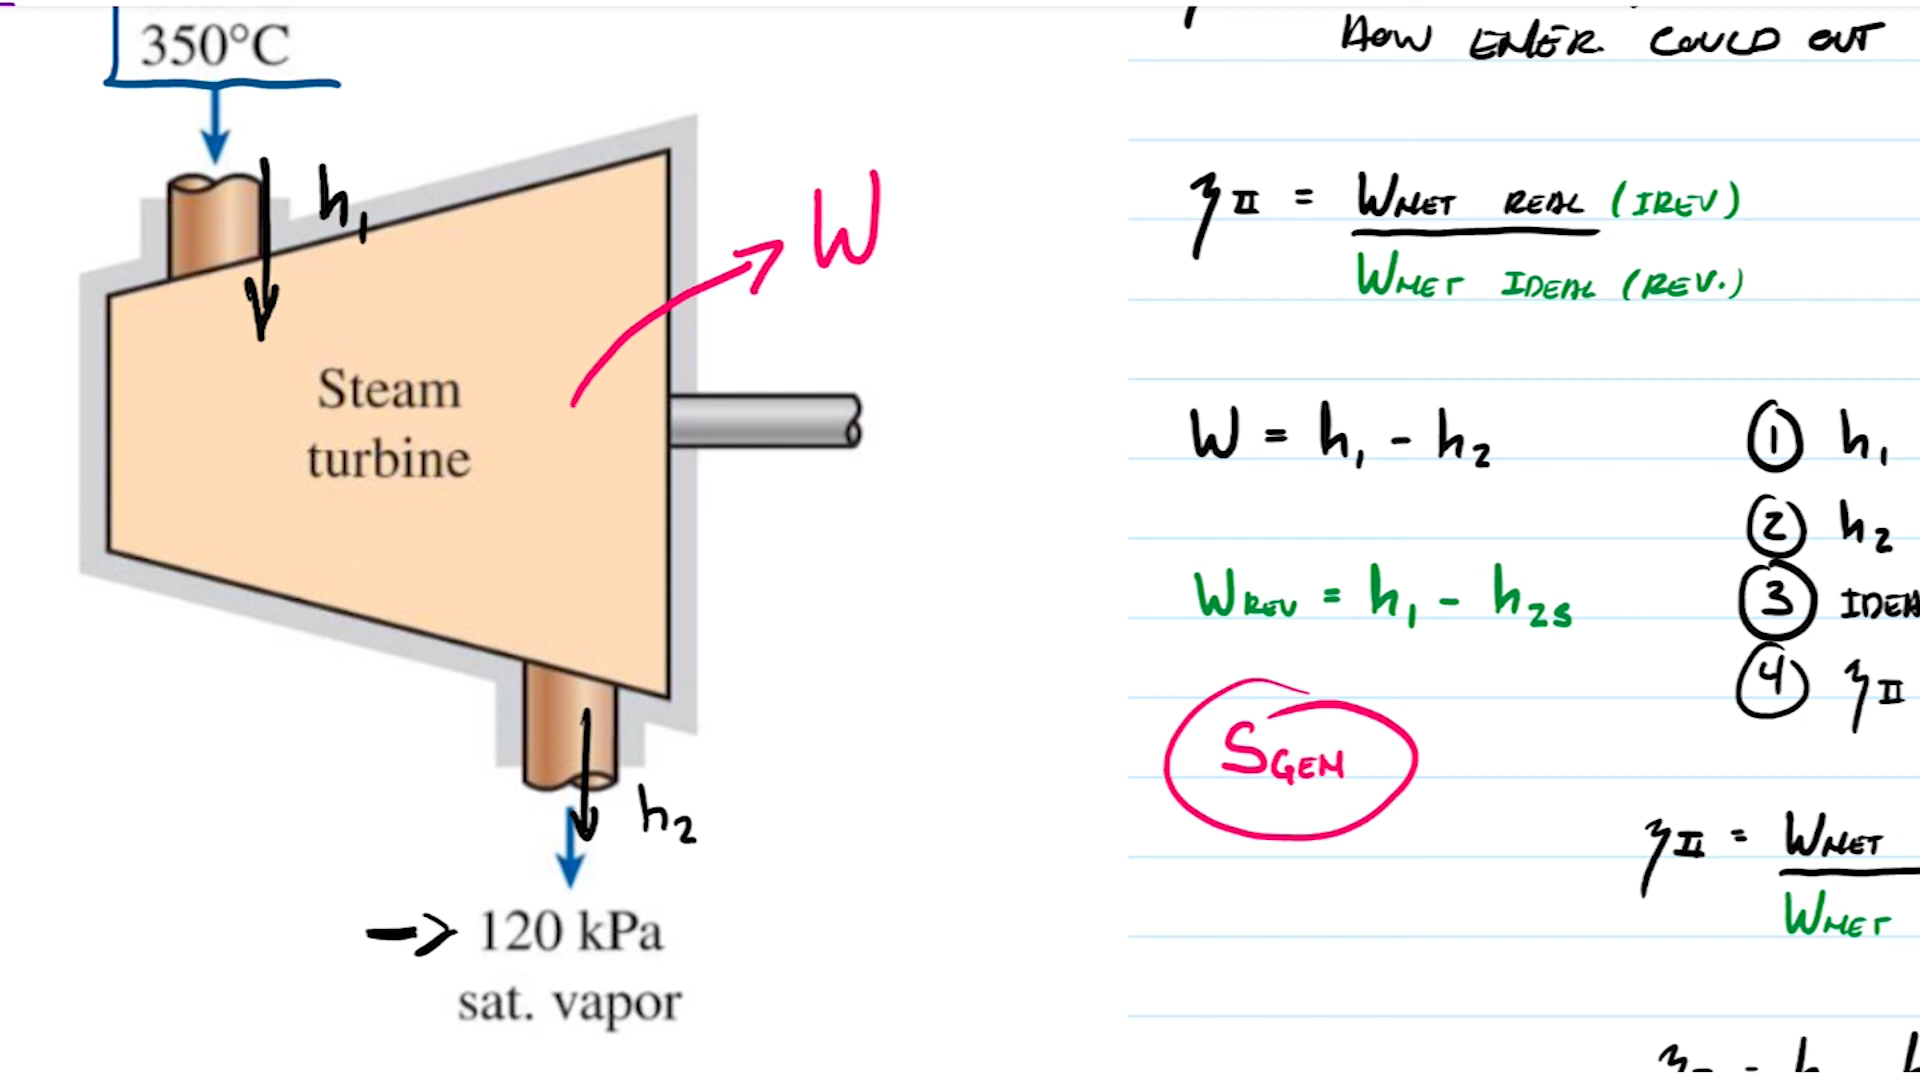 350°C
h₁
W
Steam
turbine
h₂
→ 120 kPa
sat. vapor
HOW ENER. COULD OUT
ηII = WNET REAL (IREV)
WNET IDEAL (REV.)
W = h₁ - h₂
WREV = h₁ - h₂s
SGEN
① h₁
② h₂
③ IDEA
④ ηII
ηII = WNET
WNET